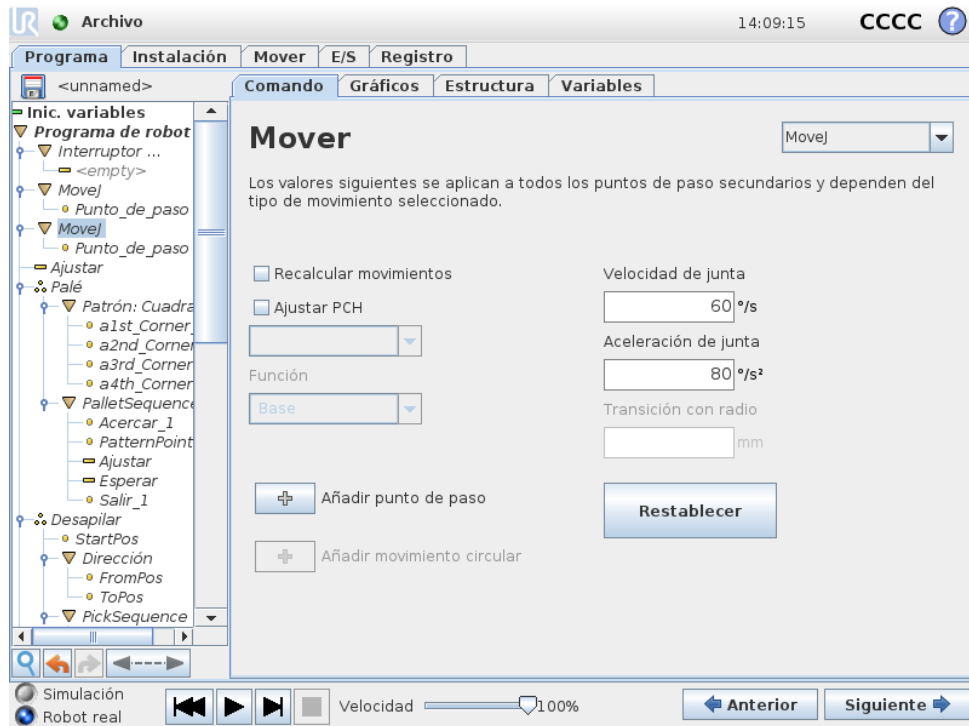 UR Archivo 14:09:15 CCCC ?
Programa Instalación Mover E/S Registro
<unnamed>
Comando Gráficos Estructura Variables
Inic. variables
Programa de robot
Interruptor ...
<empty>
MoveJ
Punto_de_paso
MoveJ
Punto_de_paso
Ajustar
Palé
Patrón: Cuadra
a1st_Corner_
a2nd_Corner
a3rd_Corner
a4th_Corner
PalletSequence
Acercar_1
PatternPoint
Ajustar
Esperar
Salir_1
Desapilar
StartPos
Dirección
FromPos
ToPos
PickSequence
Mover
MoveJ
Los valores siguientes se aplican a todos los puntos de paso secundarios y dependen del
tipo de movimiento seleccionado.
Recalcular movimientos
Ajustar PCH
Función
Base
Velocidad de junta
60 °/s
Aceleración de junta
80 °/s²
Transición con radio
mm
Añadir punto de paso
Restablecer
Añadir movimiento circular
Simulación
Robot real
Velocidad 100%
Anterior
Siguiente